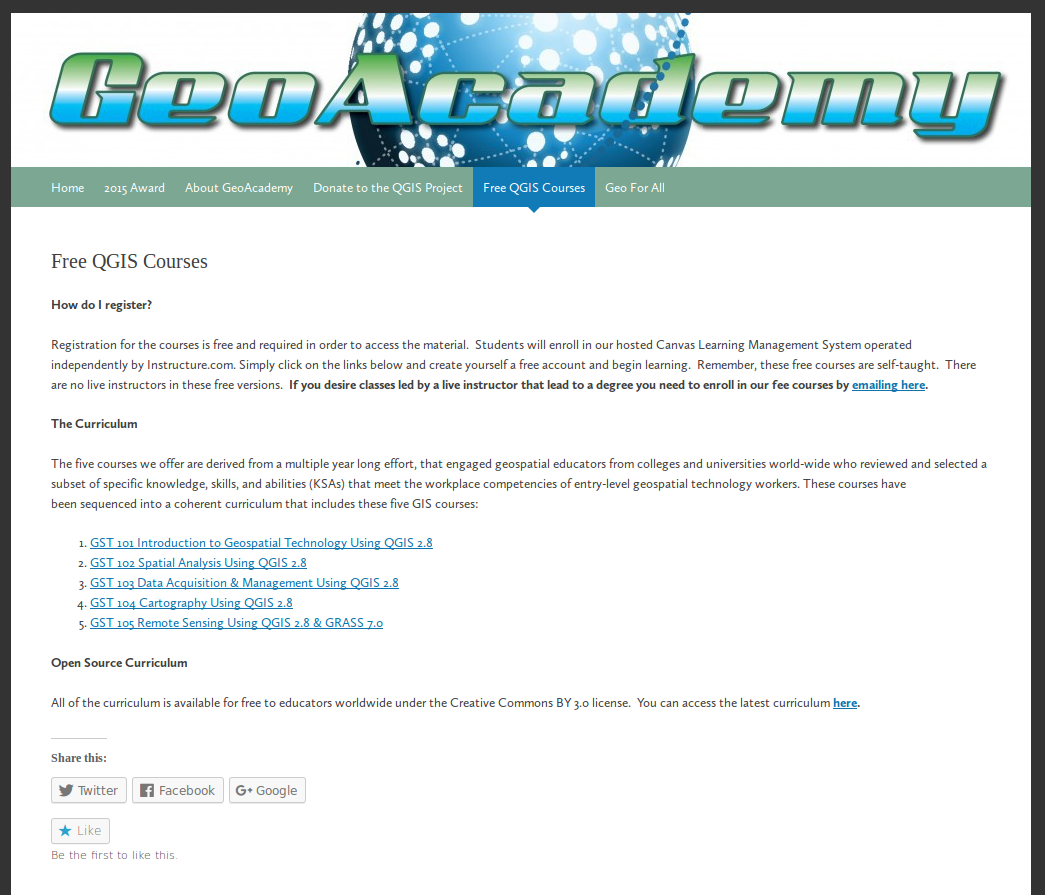 GeoAcademy
Home 2015 Award About GeoAcademy Donate to the QGIS Project Free QGIS Courses Geo For All
Free QGIS Courses
How do I register?
Registration for the courses is free and required in order to access the material. Students will enroll in our hosted Canvas Learning Management System operated
independently by Instructure.com. Simply click on the links below and create yourself a free account and begin learning. Remember, these free courses are self-taught. There
are no live instructors in these free versions. If you desire classes led by a live instructor that lead to a degree you need to enroll in our fee courses by emailing here.
The Curriculum
The five courses we offer are derived from a multiple year long effort, that engaged geospatial educators from colleges and universities world-wide who reviewed and selected a
subset of specific knowledge, skills, and abilities (KSAs) that meet the workplace competencies of entry-level geospatial technology workers. These courses have
been sequenced into a coherent curriculum that includes these five GIS courses:
1. GST 101 Introduction to Geospatial Technology Using QGIS 2.8
2. GST 102 Spatial Analysis Using QGIS 2.8
3. GST 103 Data Acquisition & Management Using QGIS 2.8
4. GST 104 Cartography Using QGIS 2.8
5. GST 105 Remote Sensing Using QGIS 2.8 & GRASS 7.0
Open Source Curriculum
All of the curriculum is available for free to educators worldwide under the Creative Commons BY 3.0 license. You can access the latest curriculum here.
Share this:
Twitter Facebook Google
Like
Be the first to like this.